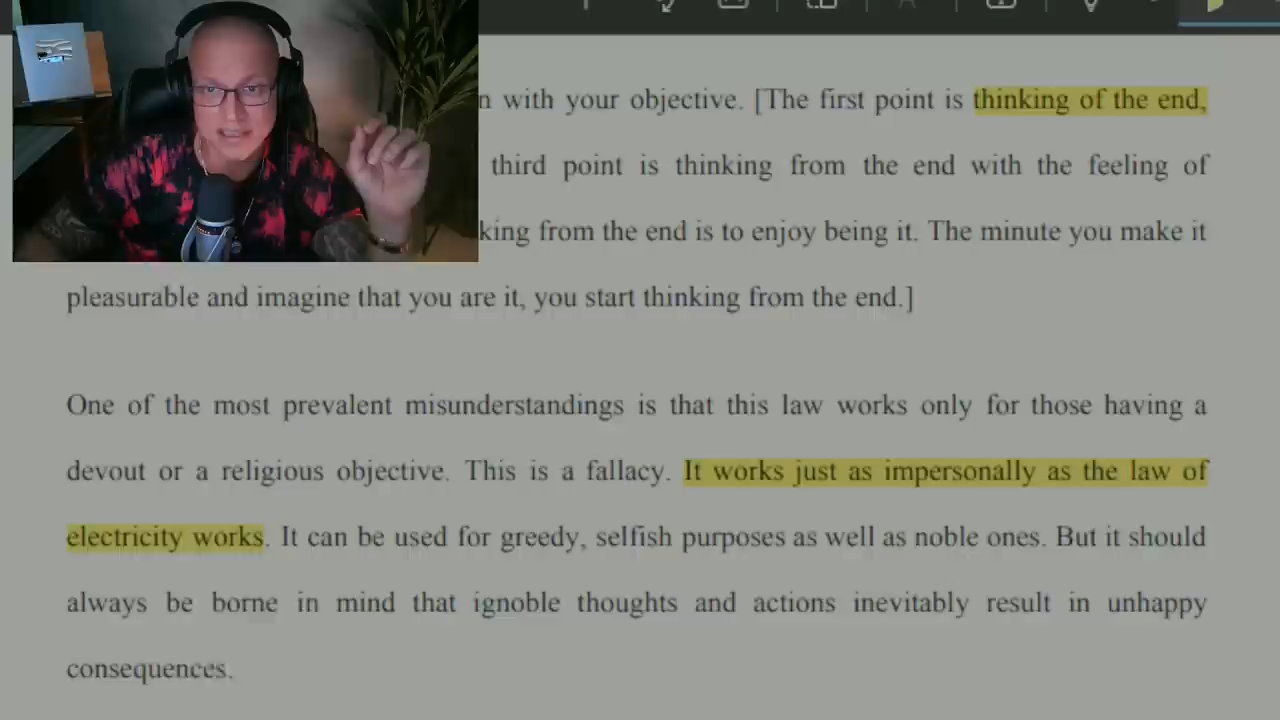 with your objective. [The first point is thinking of the end,
third point is thinking from the end with the feeling of
king from the end is to enjoy being it. The minute you make it
pleasurable and imagine that you are it, you start thinking from the end.]
One of the most prevalent misunderstandings is that this law works only for those having a
devout or a religious objective. This is a fallacy. It works just as impersonally as the law of
electricity works. It can be used for greedy, selfish purposes as well as noble ones. But it should
always be borne in mind that ignoble thoughts and actions inevitably result in unhappy
consequences.